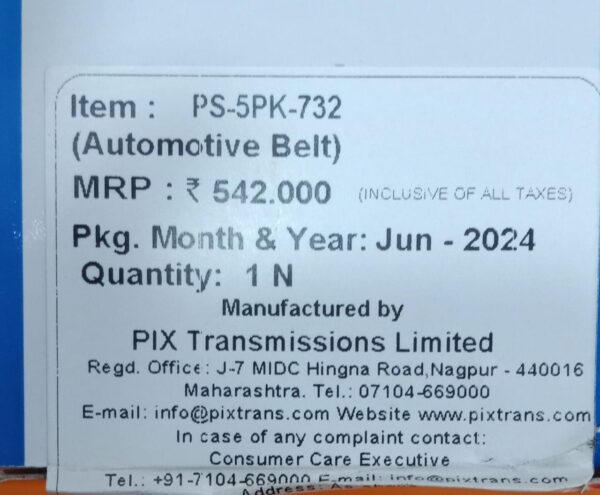 Item : PS-5PK-732
(Automotive Belt)
MRP : ₹ 542.000 (INCLUSIVE OF ALL TAXES)
Pkg. Month & Year: Jun - 2024
Quantity: 1 N
Manufactured by
PIX Transmissions Limited
Regd. Office: J-7 MIDC Hingna Road,Nagpur - 440016
Maharashtra. Tel.: 07104-669000
E-mail: info@pixtrans.com Website www.pixtrans.com
In case of any complaint contact:
Consumer Care Executive
Tel.: +91-7104-669000 E-mail: info@pixtrans.com
Address: